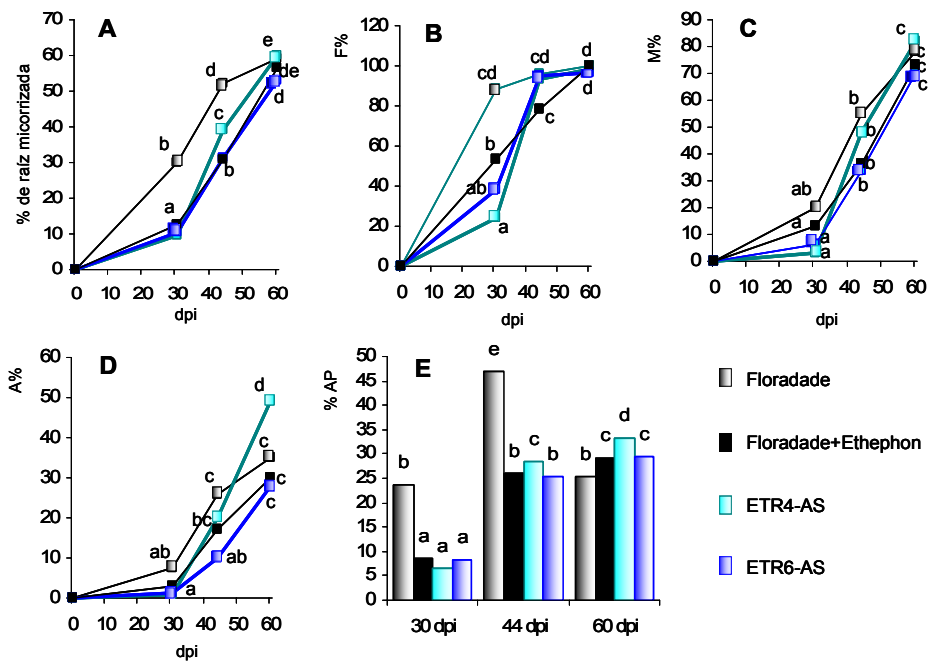 A
% de raíz micorrizada
70
60
50
40
30
20
10
0
b
d
e
a
c
b
de
d
0 10 20 30 40 50 60
dpi
B
F%
120
100
80
60
40
20
0
cd
cd
d
b
ab
a
c
d
0 10 20 30 40 50 60
dpi
C
M%
90
80
70
60
50
40
30
20
10
0
ab
b
c
a
b
c
a
b
c
a
c
0 10 20 30 40 50 60
dpi
D
A%
60
50
40
30
20
10
0
ab
c
d
c
bc
ab
a
c
c
0 10 20 30 40 50 60
dpi
E
% AP
50
45
40
35
30
25
20
15
10
5
0
b
a a a
e
b c b
b c d c
30 dpi 44 dpi 60 dpi
Floradade
Floradade+Ethephon
ETR4-AS
ETR6-AS